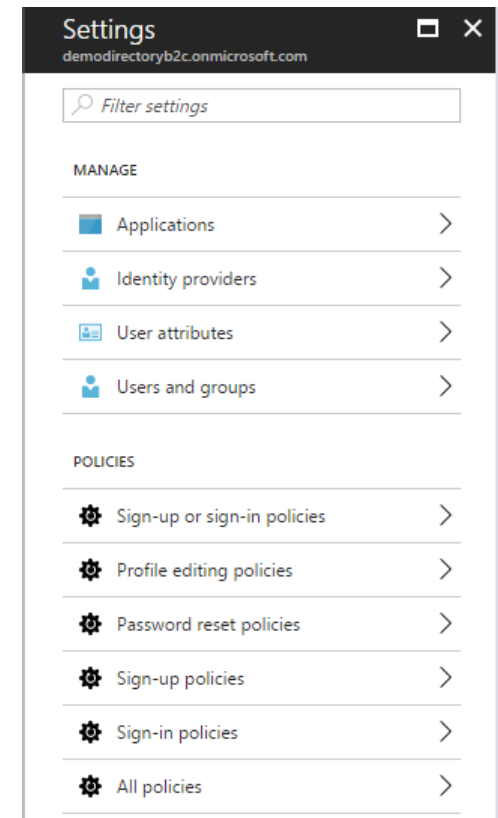 Settings
demodirectoryb2c.onmicrosoft.com
Filter settings
MANAGE
Applications
Identity providers
User attributes
Users and groups
POLICIES
Sign-up or sign-in policies
Profile editing policies
Password reset policies
Sign-up policies
Sign-in policies
All policies